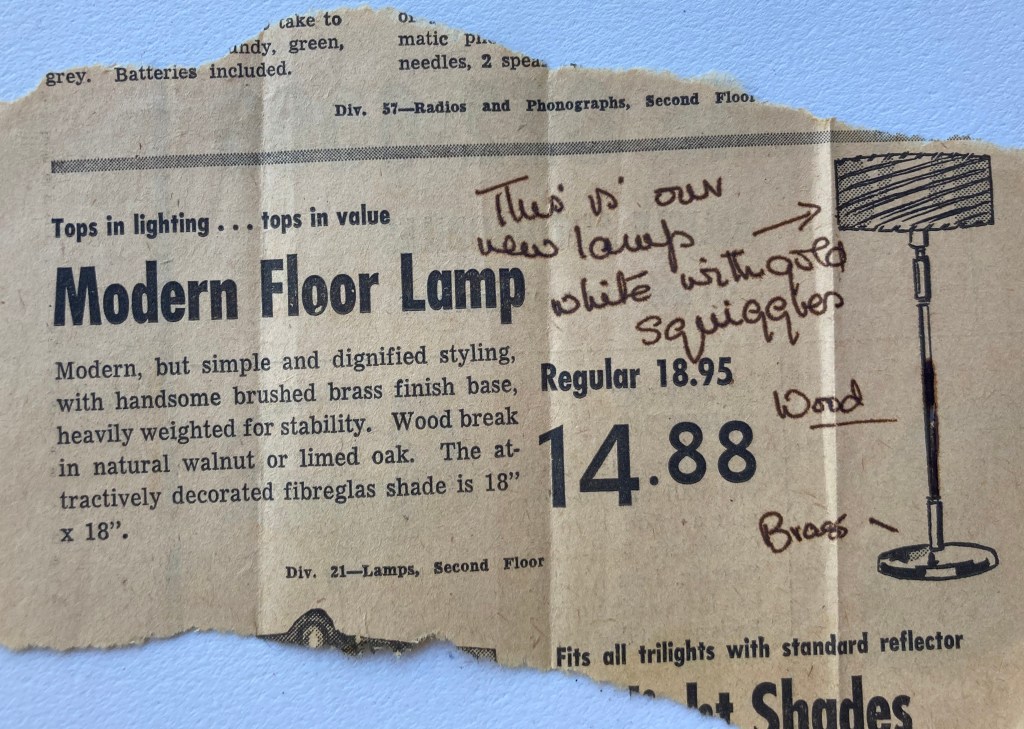 take to
andy, green,
grey. Batteries included.
matic
needles, 2
Div. 57—Radios and Phonographs, Second Floor
Tops in lighting . . . tops in value
Modern Floor Lamp
Modern, but simple and dignified styling,
with handsome brushed brass finish base,
heavily weighted for stability. Wood break
in natural walnut or limed oak. The at-
tractively decorated fibreglas shade is 18”
x 18”.
Div. 21—Lamps, Second Floor
This is our
new lamp
white with gold
squiggles
Regular 18.95
14.88
Wood
Brass
Fits all trilights with standard reflector
Shades